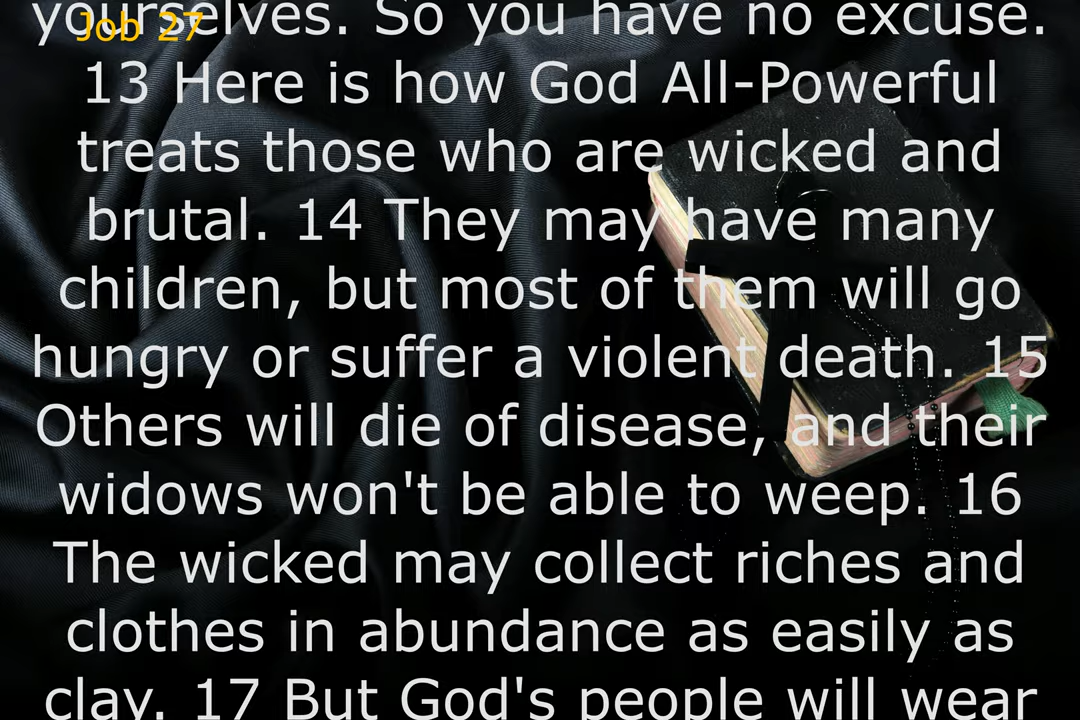 yourselves. So you have no excuse.
Job 27
13 Here is how God All-Powerful
treats those who are wicked and
brutal. 14 They may have many
children, but most of them will go
hungry or suffer a violent death. 15
Others will die of disease, and their
widows won't be able to weep. 16
The wicked may collect riches and
clothes in abundance as easily as
clay. 17 But God's people will wear